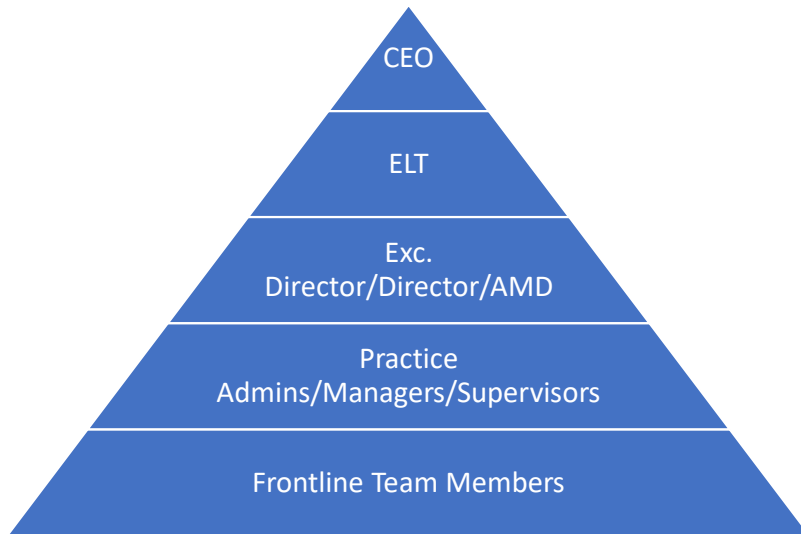 CEO
ELT
Exc.
Director/Director/AMD
Practice
Admins/Managers/Supervisors
Frontline Team Members